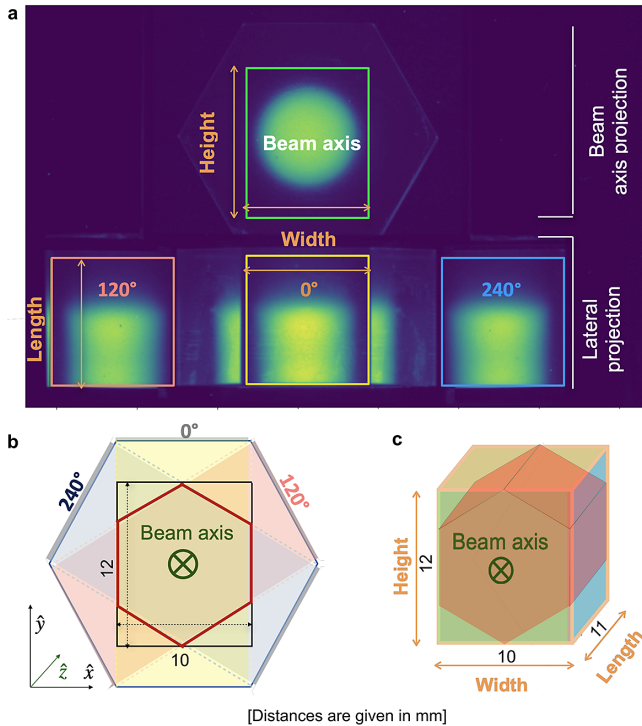 a
Height
Beam axis
Width
Beam axis
projection
120°
0°
240°
Length
Lateral
projection
b
0°
240°
120°
Beam axis
12
10
ŷ
ẑ
x̂
c
Height
12
Beam axis
10
Width
11
Length
[Distances are given in mm]